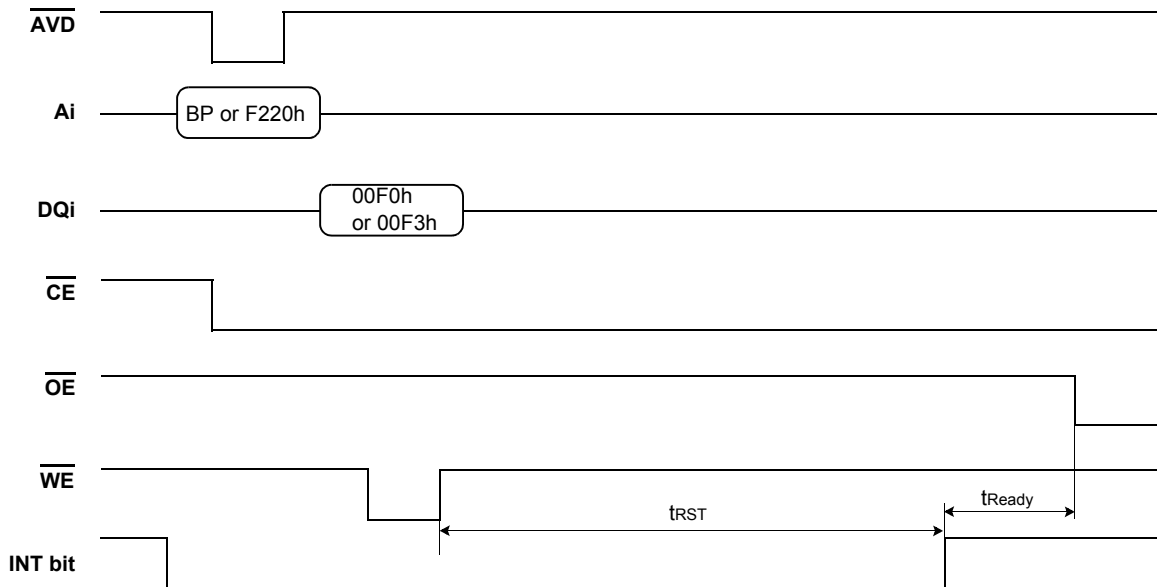 AVD
Ai
BP or F220h
DQi
00F0h
or 00F3h
CE
OE
WE
tRST
tReady
INT bit